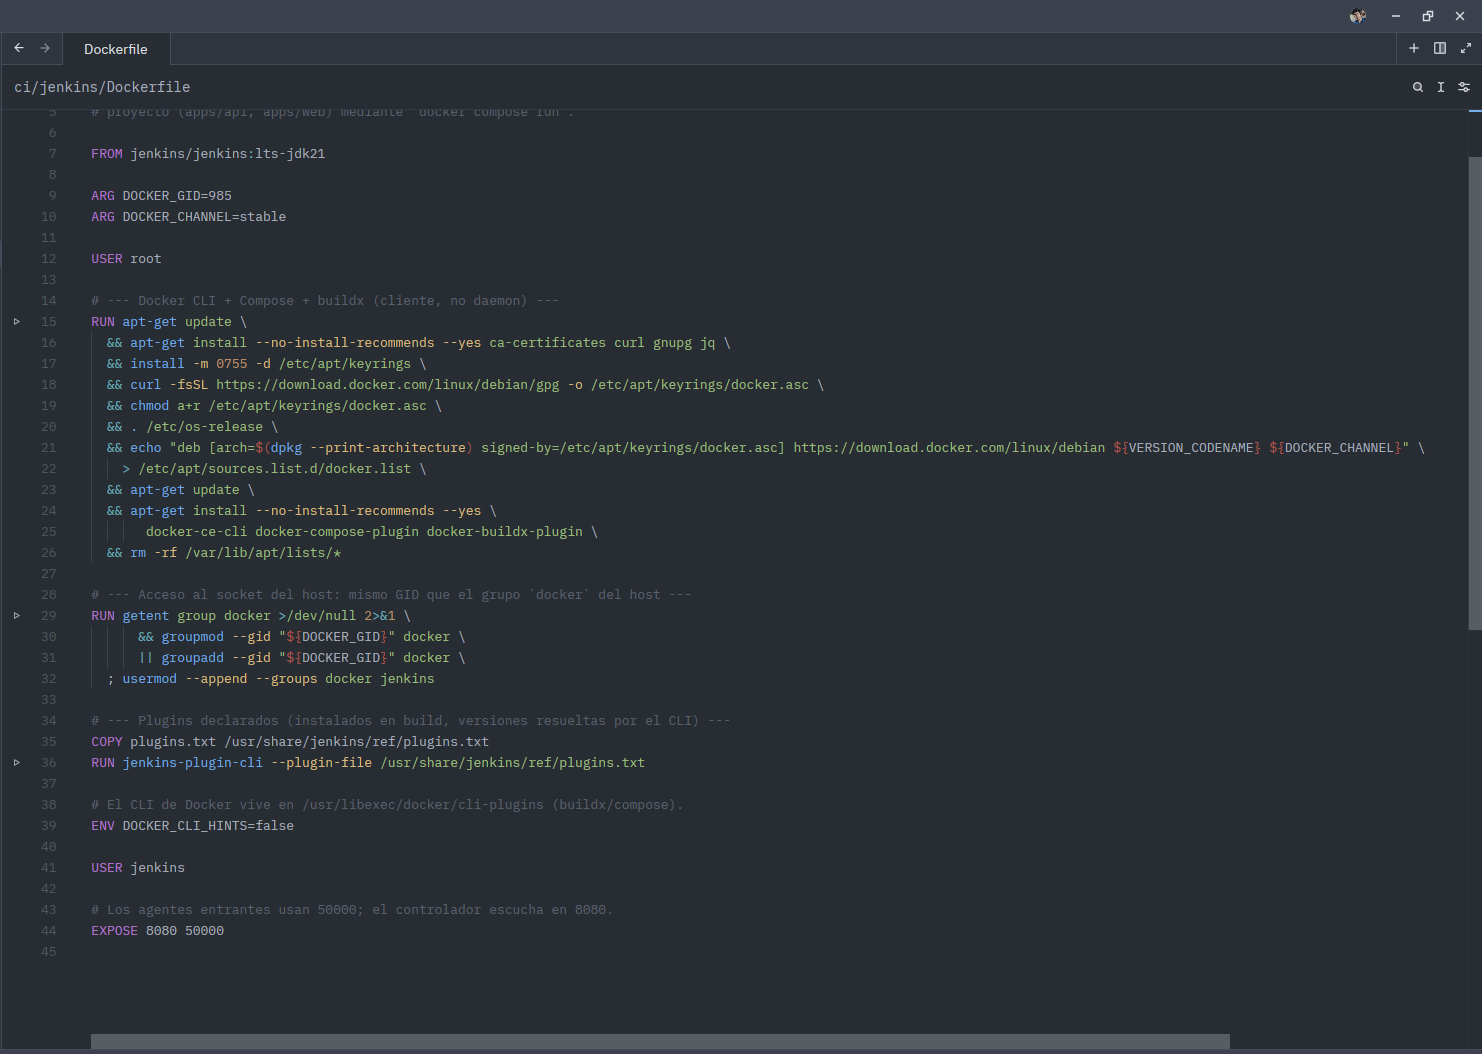 Dockerfile
ci/jenkins/Dockerfile
5 # proyecto (apps/api, apps/web) mediante `docker compose run`.
6
7 FROM jenkins/jenkins:lts-jdk21
8
9 ARG DOCKER_GID=985
10 ARG DOCKER_CHANNEL=stable
11
12 USER root
13
14 # --- Docker CLI + Compose + buildx (cliente, no daemon) ---
15 RUN apt-get update \
16   && apt-get install --no-install-recommends --yes ca-certificates curl gnupg jq \
17   && install -m 0755 -d /etc/apt/keyrings \
18   && curl -fsSL https://download.docker.com/linux/debian/gpg -o /etc/apt/keyrings/docker.asc \
19   && chmod a+r /etc/apt/keyrings/docker.asc \
20   && . /etc/os-release \
21   && echo "deb [arch=$(dpkg --print-architecture) signed-by=/etc/apt/keyrings/docker.asc] https://download.docker.com/linux/debian ${VERSION_CODENAME} ${DOCKER_CHANNEL}" \
22     > /etc/apt/sources.list.d/docker.list \
23   && apt-get update \
24   && apt-get install --no-install-recommends --yes \
25        docker-ce-cli docker-compose-plugin docker-buildx-plugin \
26   && rm -rf /var/lib/apt/lists/*
27
28 # --- Acceso al socket del host: mismo GID que el grupo `docker` del host ---
29 RUN getent group docker >/dev/null 2>&1 \
30       && groupmod --gid "${DOCKER_GID}" docker \
31       || groupadd --gid "${DOCKER_GID}" docker \
32   ; usermod --append --groups docker jenkins
33
34 # --- Plugins declarados (instalados en build, versiones resueltas por el CLI) ---
35 COPY plugins.txt /usr/share/jenkins/ref/plugins.txt
36 RUN jenkins-plugin-cli --plugin-file /usr/share/jenkins/ref/plugins.txt
37
38 # El CLI de Docker vive en /usr/libexec/docker/cli-plugins (buildx/compose).
39 ENV DOCKER_CLI_HINTS=false
40
41 USER jenkins
42
43 # Los agentes entrantes usan 50000; el controlador escucha en 8080.
44 EXPOSE 8080 50000
45